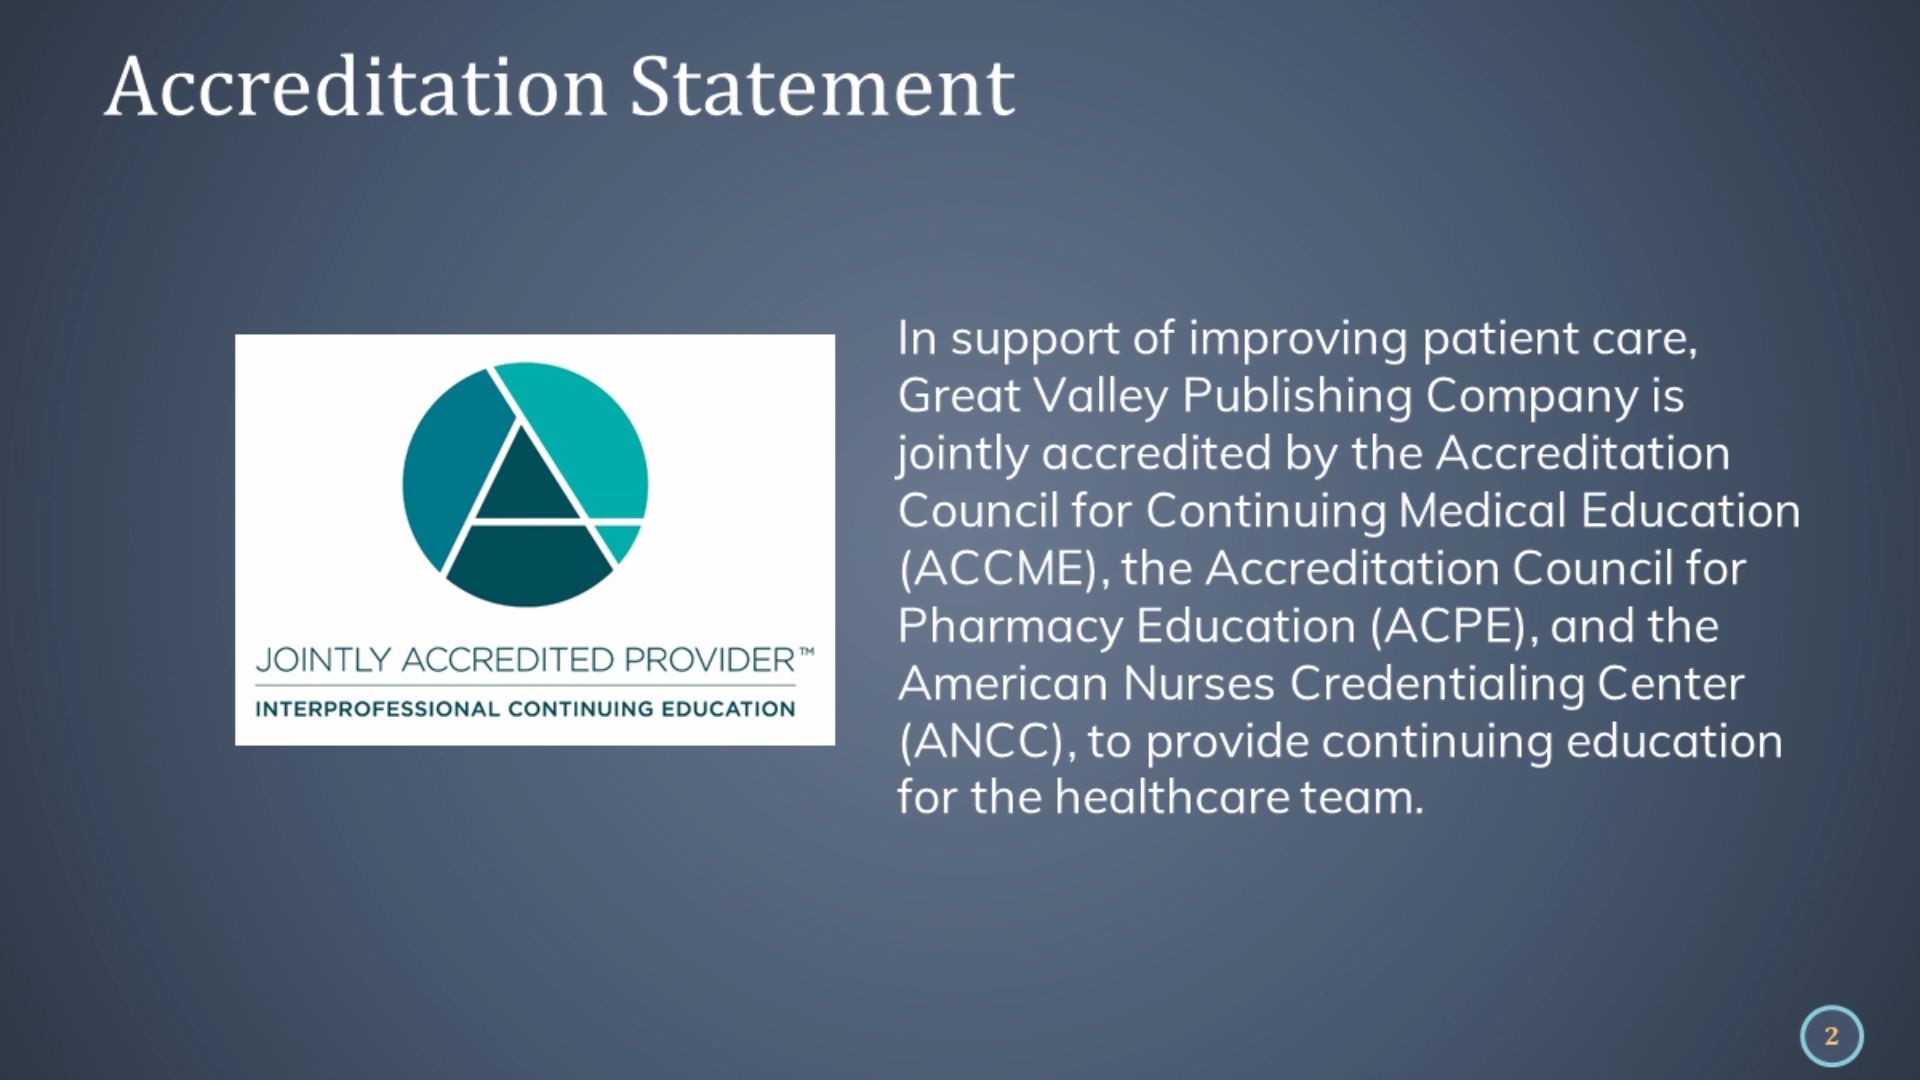 Accreditation Statement
JOINTLY ACCREDITED PROVIDER™
INTERPROFESSIONAL CONTINUING EDUCATION
In support of improving patient care,
Great Valley Publishing Company is
jointly accredited by the Accreditation
Council for Continuing Medical Education
(ACCME), the Accreditation Council for
Pharmacy Education (ACPE), and the
American Nurses Credentialing Center
(ANCC), to provide continuing education
for the healthcare team.
2